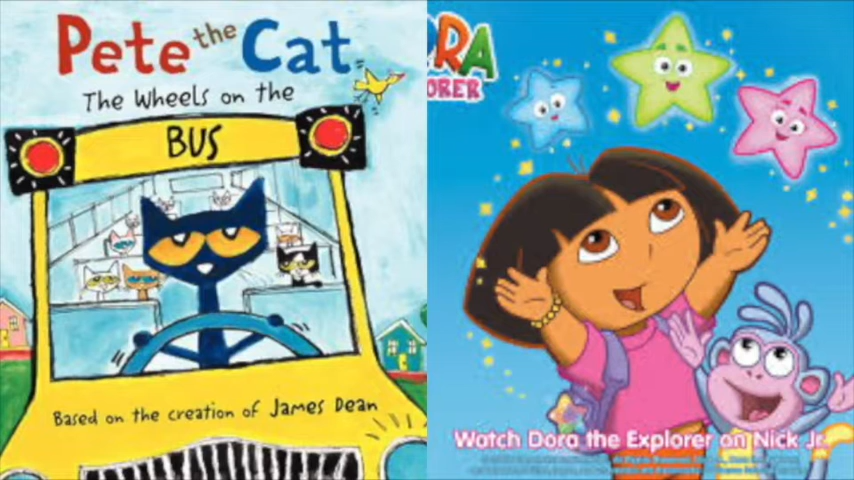 Pete the Cat
The Wheels on the
BUS
Based on the creation of James Dean
ORA
ORER
Watch Dora the Explorer on Nick Jr